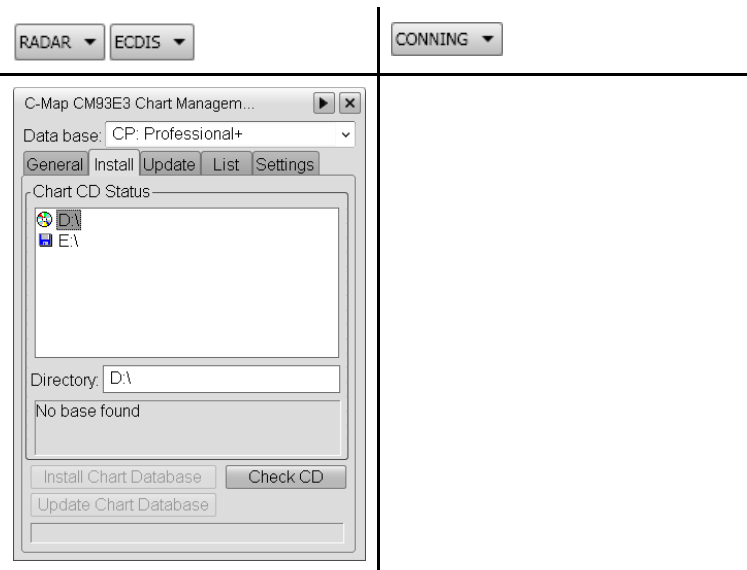 RADAR ECDIS CONNING
C-Map CM93E3 Chart Managem...
Data base: CP: Professional+
General Install Update List Settings
Chart CD Status
D:\
E:\
Directory: D:\
No base found
Install Chart Database Check CD
Update Chart Database